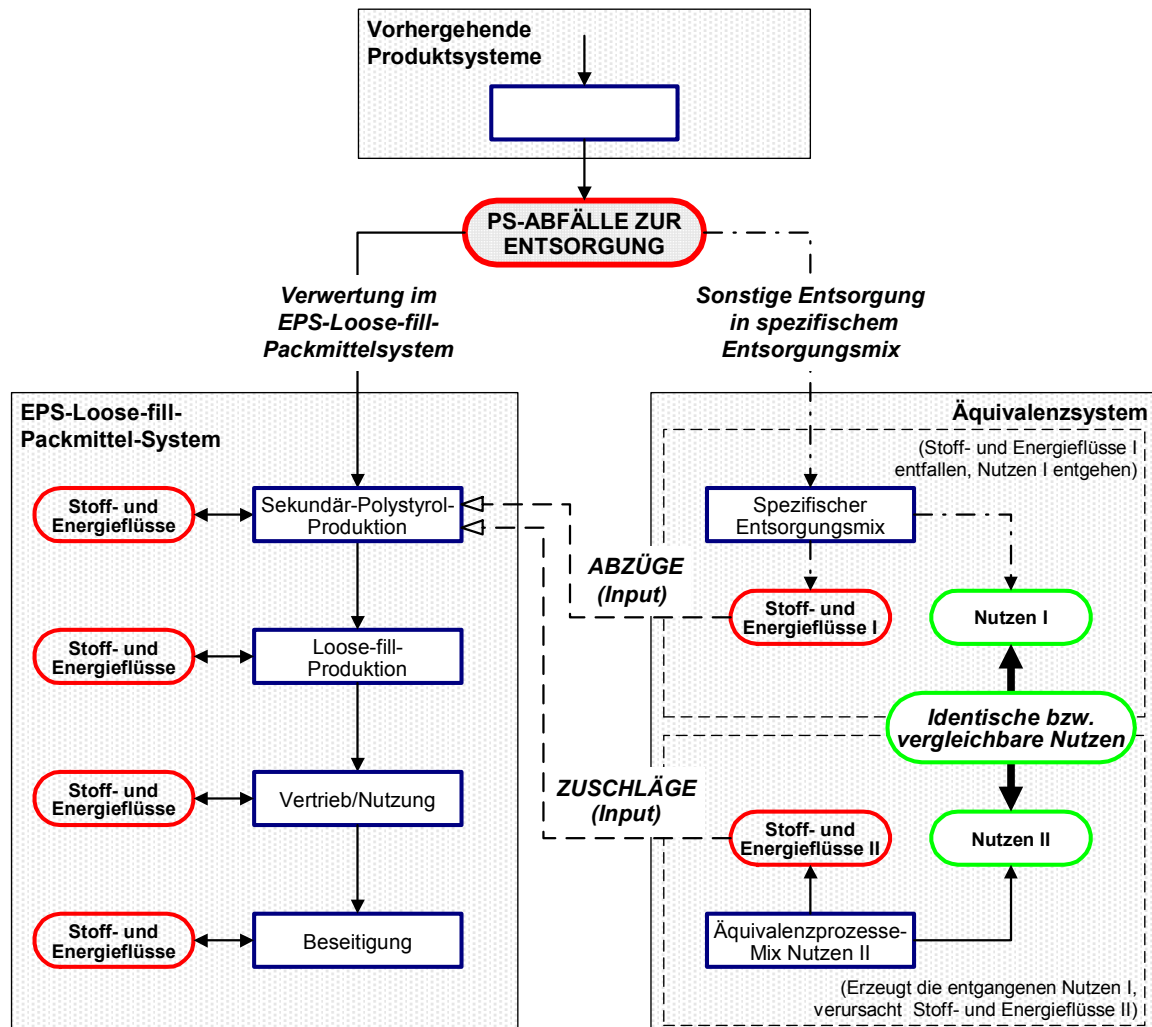 Vorhergehende
Produktsysteme
PS-ABFÄLLE ZUR
ENTSORGUNG
Verwertung im
EPS-Loose-fill-
Packmittelsystem
Sonstige Entsorgung
in spezifischem
Entsorgungsmix
EPS-Loose-fill-
Packmittel-System
Stoff- und
Energieflüsse
Sekundär-Polystyrol-
Produktion
Stoff- und
Energieflüsse
Loose-fill-
Produktion
Stoff- und
Energieflüsse
Vertrieb/Nutzung
Stoff- und
Energieflüsse
Beseitigung
ABZÜGE
(Input)
ZUSCHLÄGE
(Input)
Äquivalenzsystem
(Stoff- und Energieflüsse I
entfallen, Nutzen I entgehen)
Spezifischer
Entsorgungsmix
Stoff- und
Energieflüsse I
Nutzen I
Identische bzw.
vergleichbare Nutzen
Stoff- und
Energieflüsse II
Nutzen II
Äquivalenzprozesse-
Mix Nutzen II
(Erzeugt die entgangenen Nutzen I,
verursacht Stoff- und Energieflüsse II)